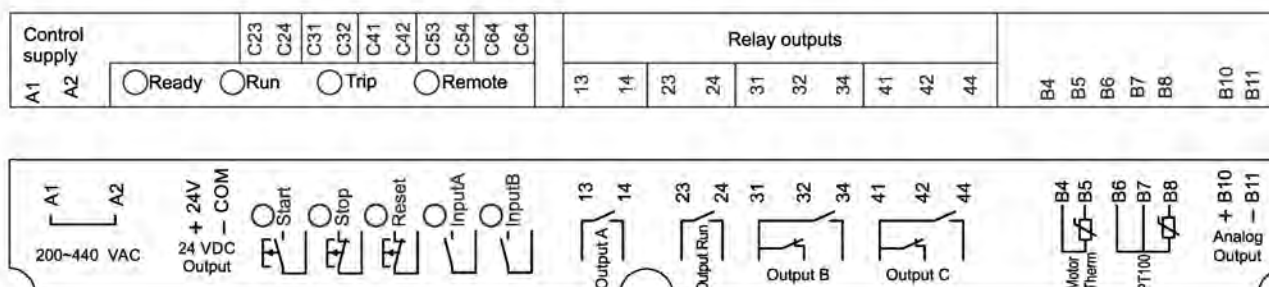 Control supply
A1 A2
C23 C24 C31 C32 C41 C42 C53 C54 C64 C64
Ready Run Trip Remote
Relay outputs
13 14 23 24 31 32 34 41 42 44
B4 B5 B6 B7 B8 B10 B11
A1 A2
200~440 VAC
+ 24V
- COM
24 VDC
Output
Start Stop Reset InputA InputB
13 14 23 24 31 32 34 41 42 44
Output A Output Run Output B Output C
B4 B5 B6 B7 B8
Motor
Therm
PT100
+ B10
- B11
Analog
Output